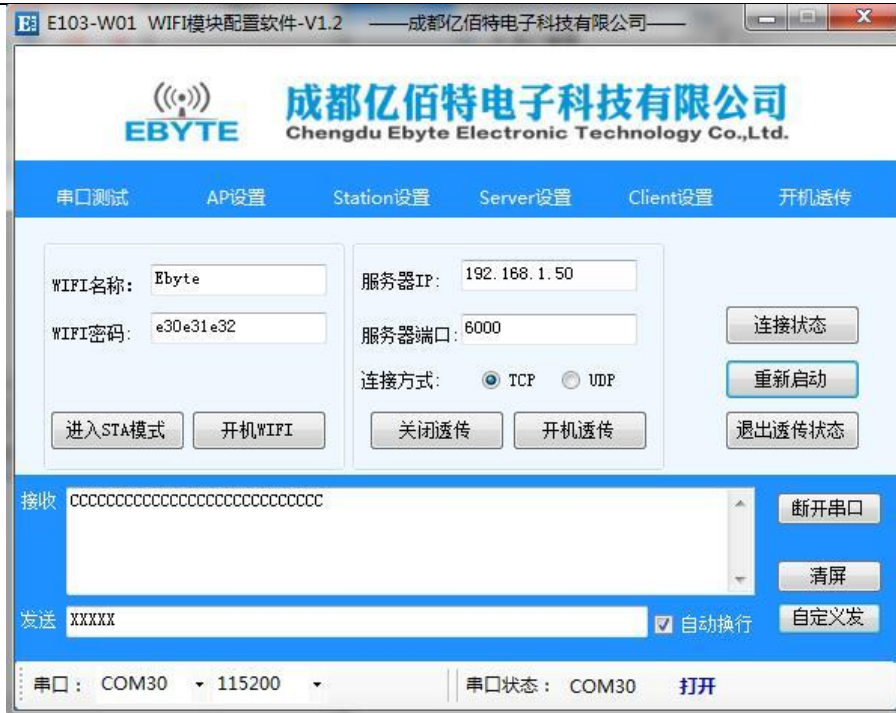 E103-W01 WIFI模块配置软件-V1.2 ——成都亿佰特电子科技有限公司——
EBYTE
成都亿佰特电子科技有限公司
Chengdu Ebyte Electronic Technology Co.,Ltd.
串口测试 AP设置 Station设置 Server设置 Client设置 开机透传
WIFI名称: Ebyte 服务器IP: 192.168.1.50
WIFI密码: e30e31e32 服务器端口: 6000 连接状态
连接方式: TCP UDP 重新启动
进入STA模式 开机WIFI 关闭透传 开机透传 退出透传状态
接收 CCCCCCCCCCCCCCCCCCCCCCCCCCCC 断开串口
清屏
发送 XXXXX 自动换行 自定义发
串口: COM30 115200 串口状态: COM30 打开